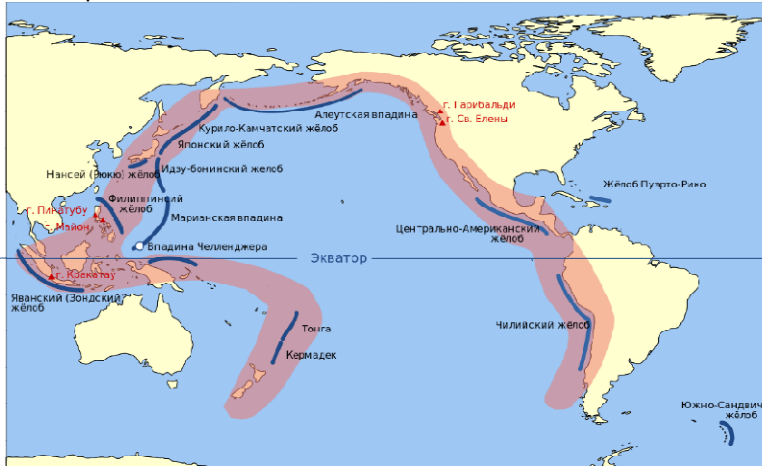 г. Гарибальди
Алеутская впадина
г. Св. Елены
Курило-Камчатский жёлоб
Японский жёлоб
Нансей (Рюкю) жёлоб
Идзу-бонинский желоб
Жёлоб Пуэрто-Рико
Филиппинский
жёлоб
г. Пинатубу
Майон
Марианская впадина
Центрально-Американский
жёлоб
Впадина Челленджера
Экватор
г. Кракатау
Яванский (Зондский)
жёлоб
Тонга
Чилийский жёлоб
Кермадек
Южно-Сандвич
жёлоб